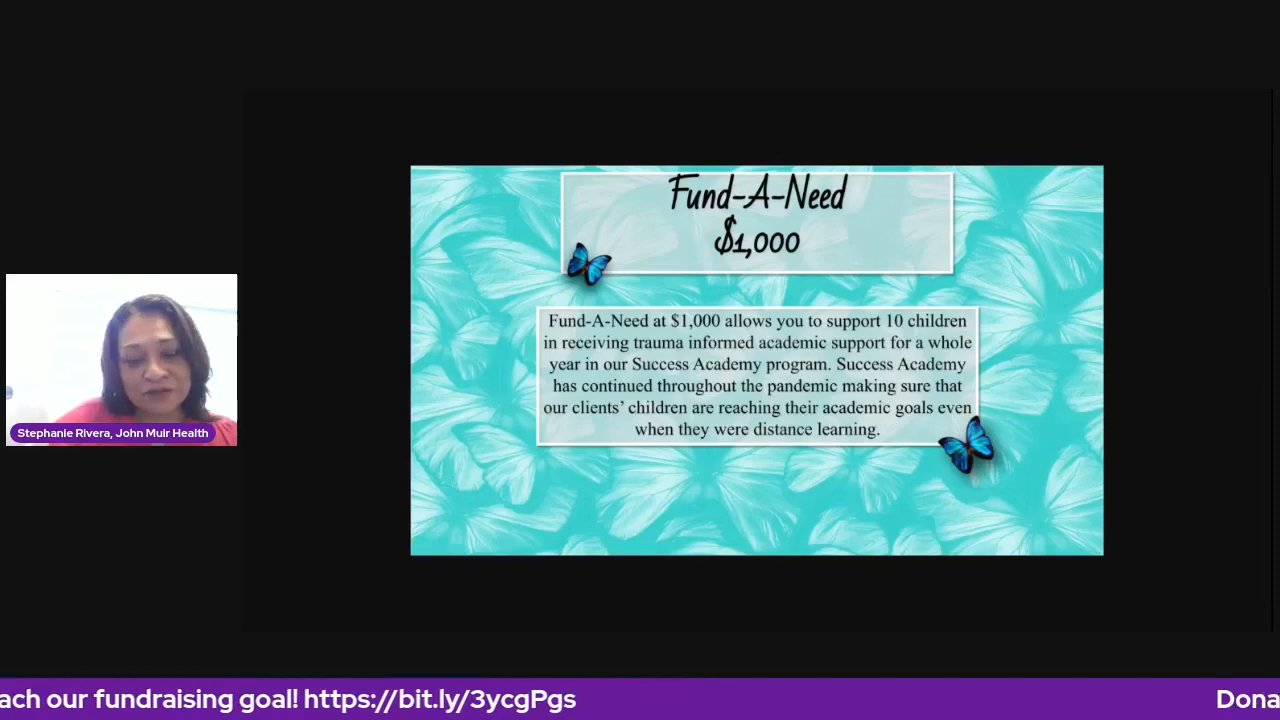 Fund-A-Need
$1,000
Fund-A-Need at $1,000 allows you to support 10 children
in receiving trauma informed academic support for a whole
year in our Success Academy program. Success Academy
has continued throughout the pandemic making sure that
our clients’ children are reaching their academic goals even
when they were distance learning.
Stephanie Rivera, John Muir Health
ach our fundraising goal! https://bit.ly/3ycgPgs
Dona